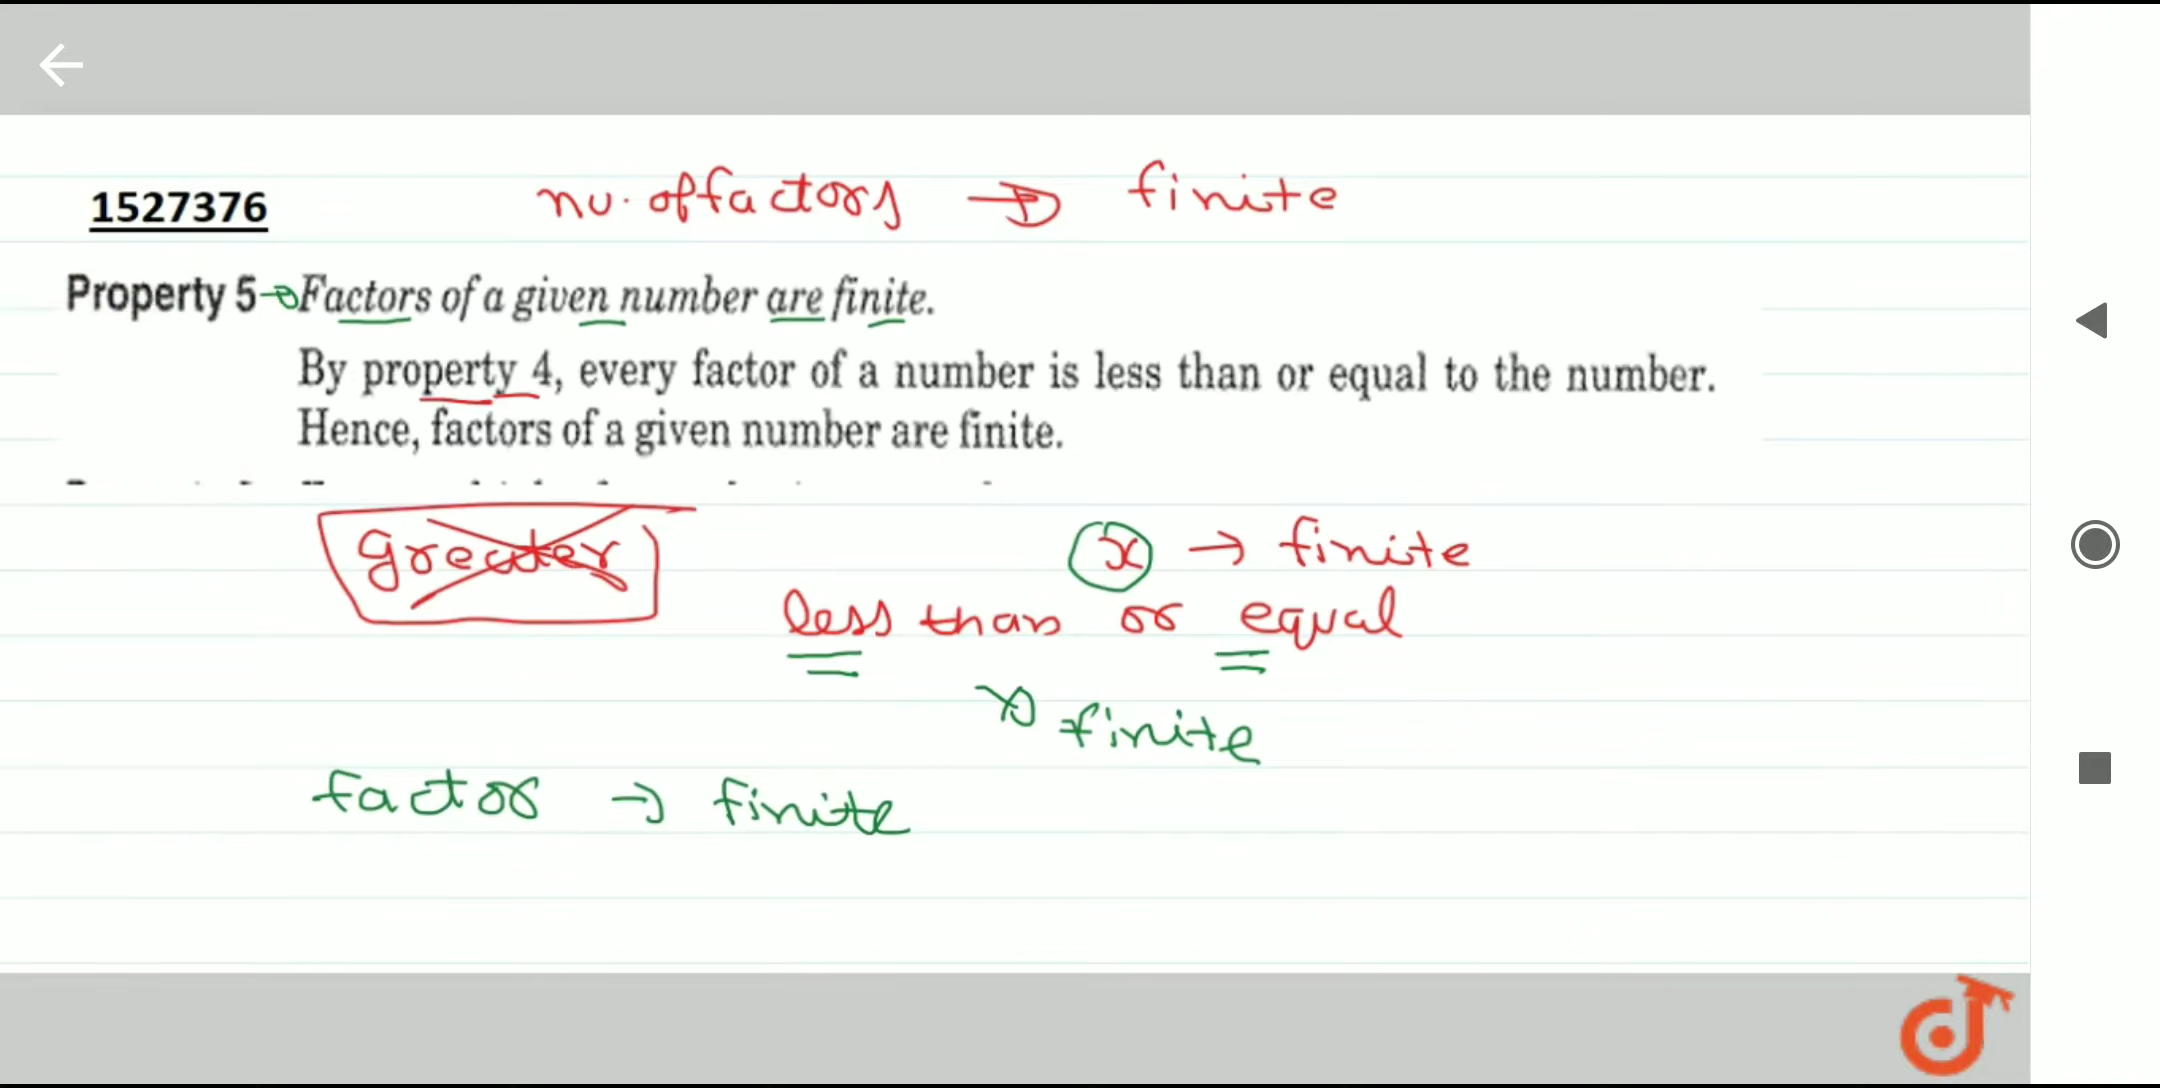 no. of factors → finite
1527376
Property 5 → Factors of a given number are finite.
By property 4, every factor of a number is less than or equal to the number.
Hence, factors of a given number are finite.
greater
x → finite
less than or equal
→ finite
factor → finite